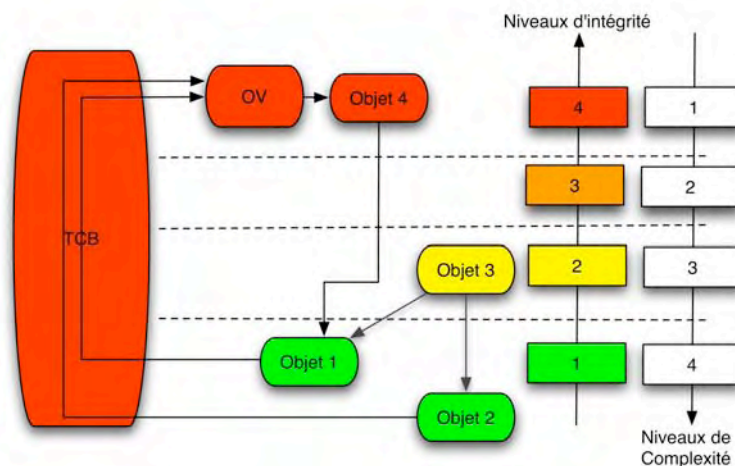 Niveaux d'intégrité
OV
Objet 4
4
1
3
2
TCB
Objet 3
2
3
Objet 1
1
4
Objet 2
Niveaux de
Complexité